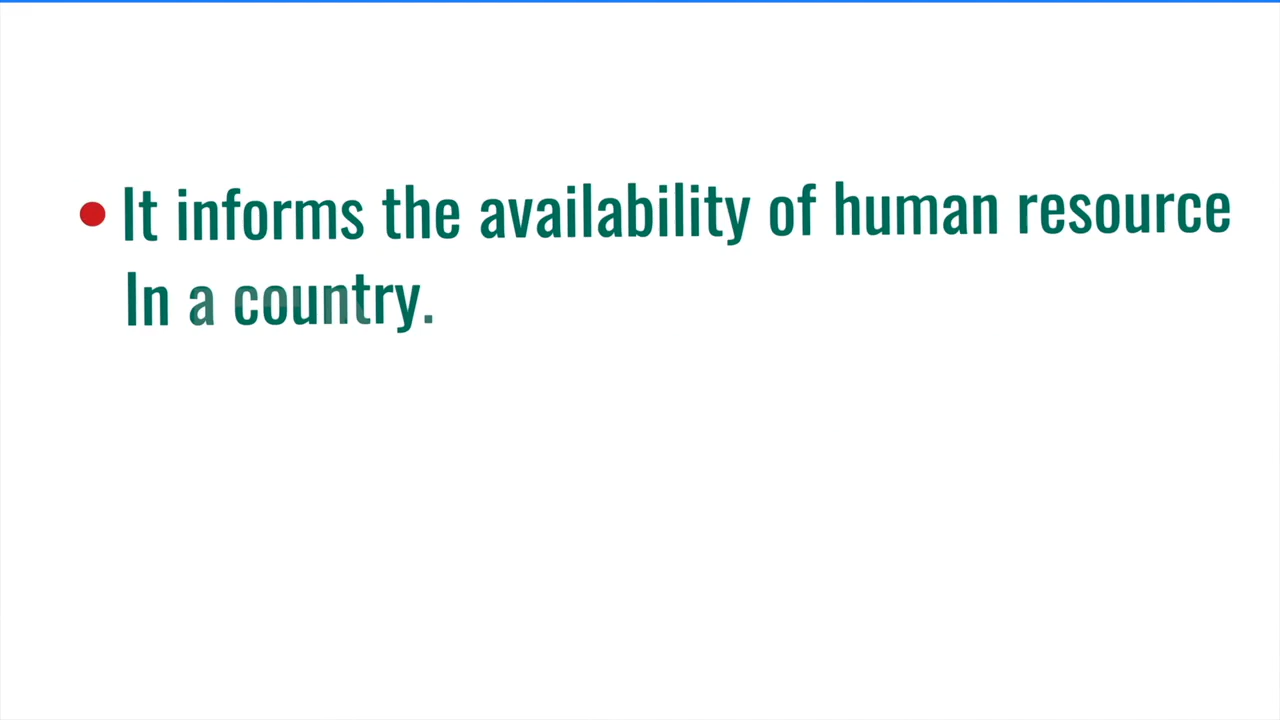 • It informs the availability of human resource
In a country.